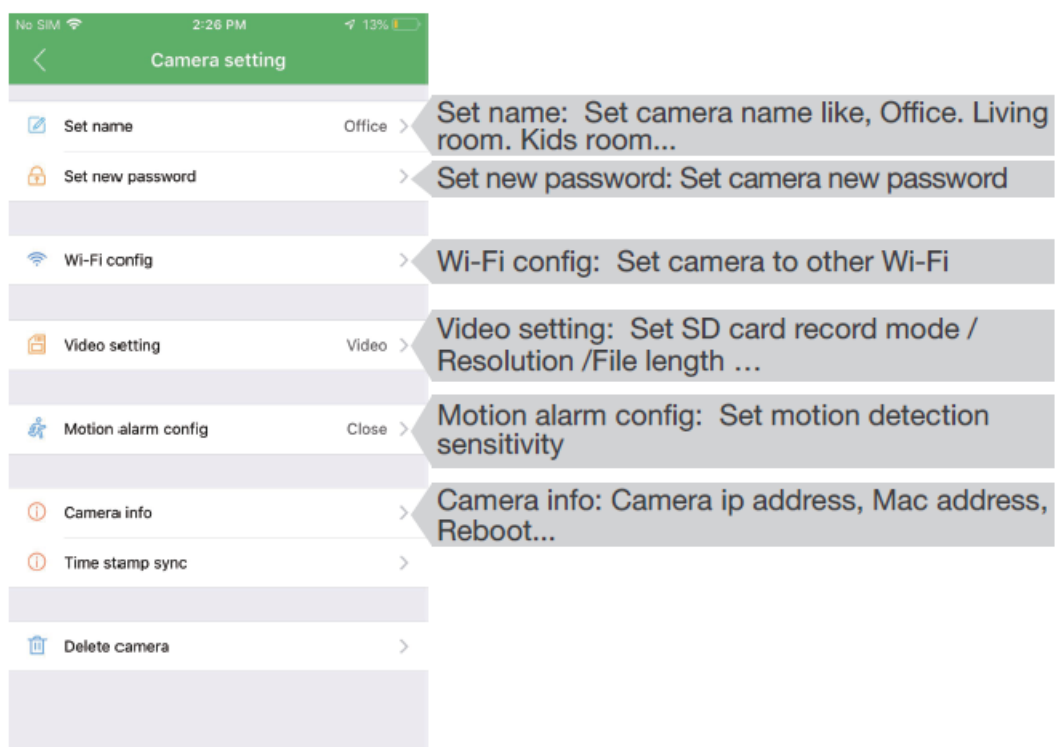 No SIM 2:26 PM 13%
Camera setting
Set name Office
Set name: Set camera name like, Office. Living
room. Kids room...
Set new password
Set new password: Set camera new password
Wi-Fi config
Wi-Fi config: Set camera to other Wi-Fi
Video setting Video
Video setting: Set SD card record mode /
Resolution /File length ...
Motion alarm config Close
Motion alarm config: Set motion detection
sensitivity
Camera info
Camera info: Camera ip address, Mac address,
Reboot...
Time stamp sync
Delete camera